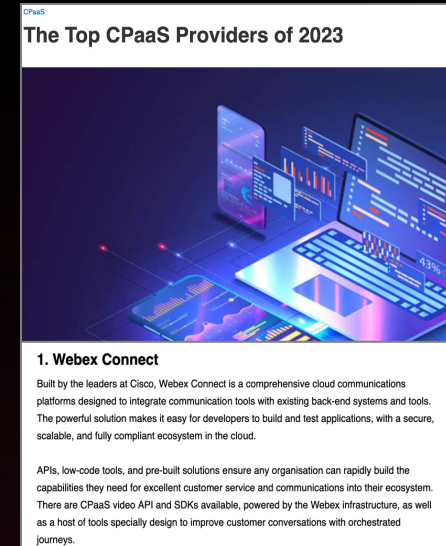 CPaaS
The Top CPaaS Providers of 2023
43%
1. Webex Connect
Built by the leaders at Cisco, Webex Connect is a comprehensive cloud communications
platforms designed to integrate communication tools with existing back-end systems and tools.
The powerful solution makes it easy for developers to build and test applications, with a secure,
scalable, and fully compliant ecosystem in the cloud.
APIs, low-code tools, and pre-built solutions ensure any organisation can rapidly build the
capabilities they need for excellent customer service and communications into their ecosystem.
There are CPaaS video API and SDKs available, powered by the Webex infrastructure, as well
as a host of tools specially design to improve customer conversations with orchestrated
journeys.